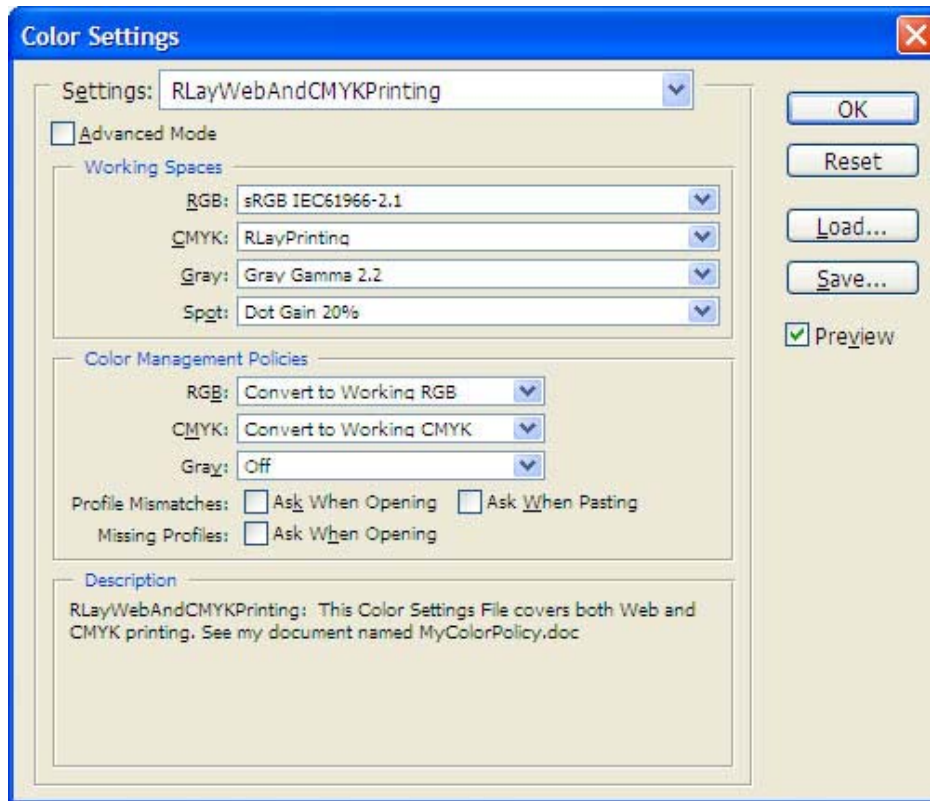 Color Settings
Settings: RLayWebAndCMYKPrinting
Advanced Mode
Working Spaces
RGB: sRGB IEC61966-2.1
CMYK: RLayPrinting
Gray: Gray Gamma 2.2
Spot: Dot Gain 20%
Color Management Policies
RGB: Convert to Working RGB
CMYK: Convert to Working CMYK
Gray: Off
Profile Mismatches: Ask When Opening Ask When Pasting
Missing Profiles: Ask When Opening
Description
RLayWebAndCMYKPrinting: This Color Settings File covers both Web and
CMYK printing. See my document named MyColorPolicy.doc
OK
Reset
Load...
Save...
Preview